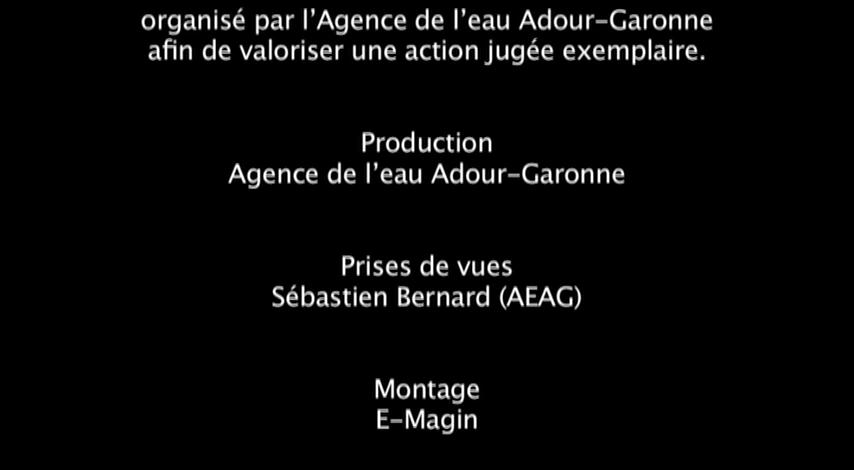 organisé par l'Agence de l'eau Adour-Garonne
afin de valoriser une action jugée exemplaire.
Production
Agence de l'eau Adour-Garonne
Prises de vues
Sébastien Bernard (AEAG)
Montage
E-Magin